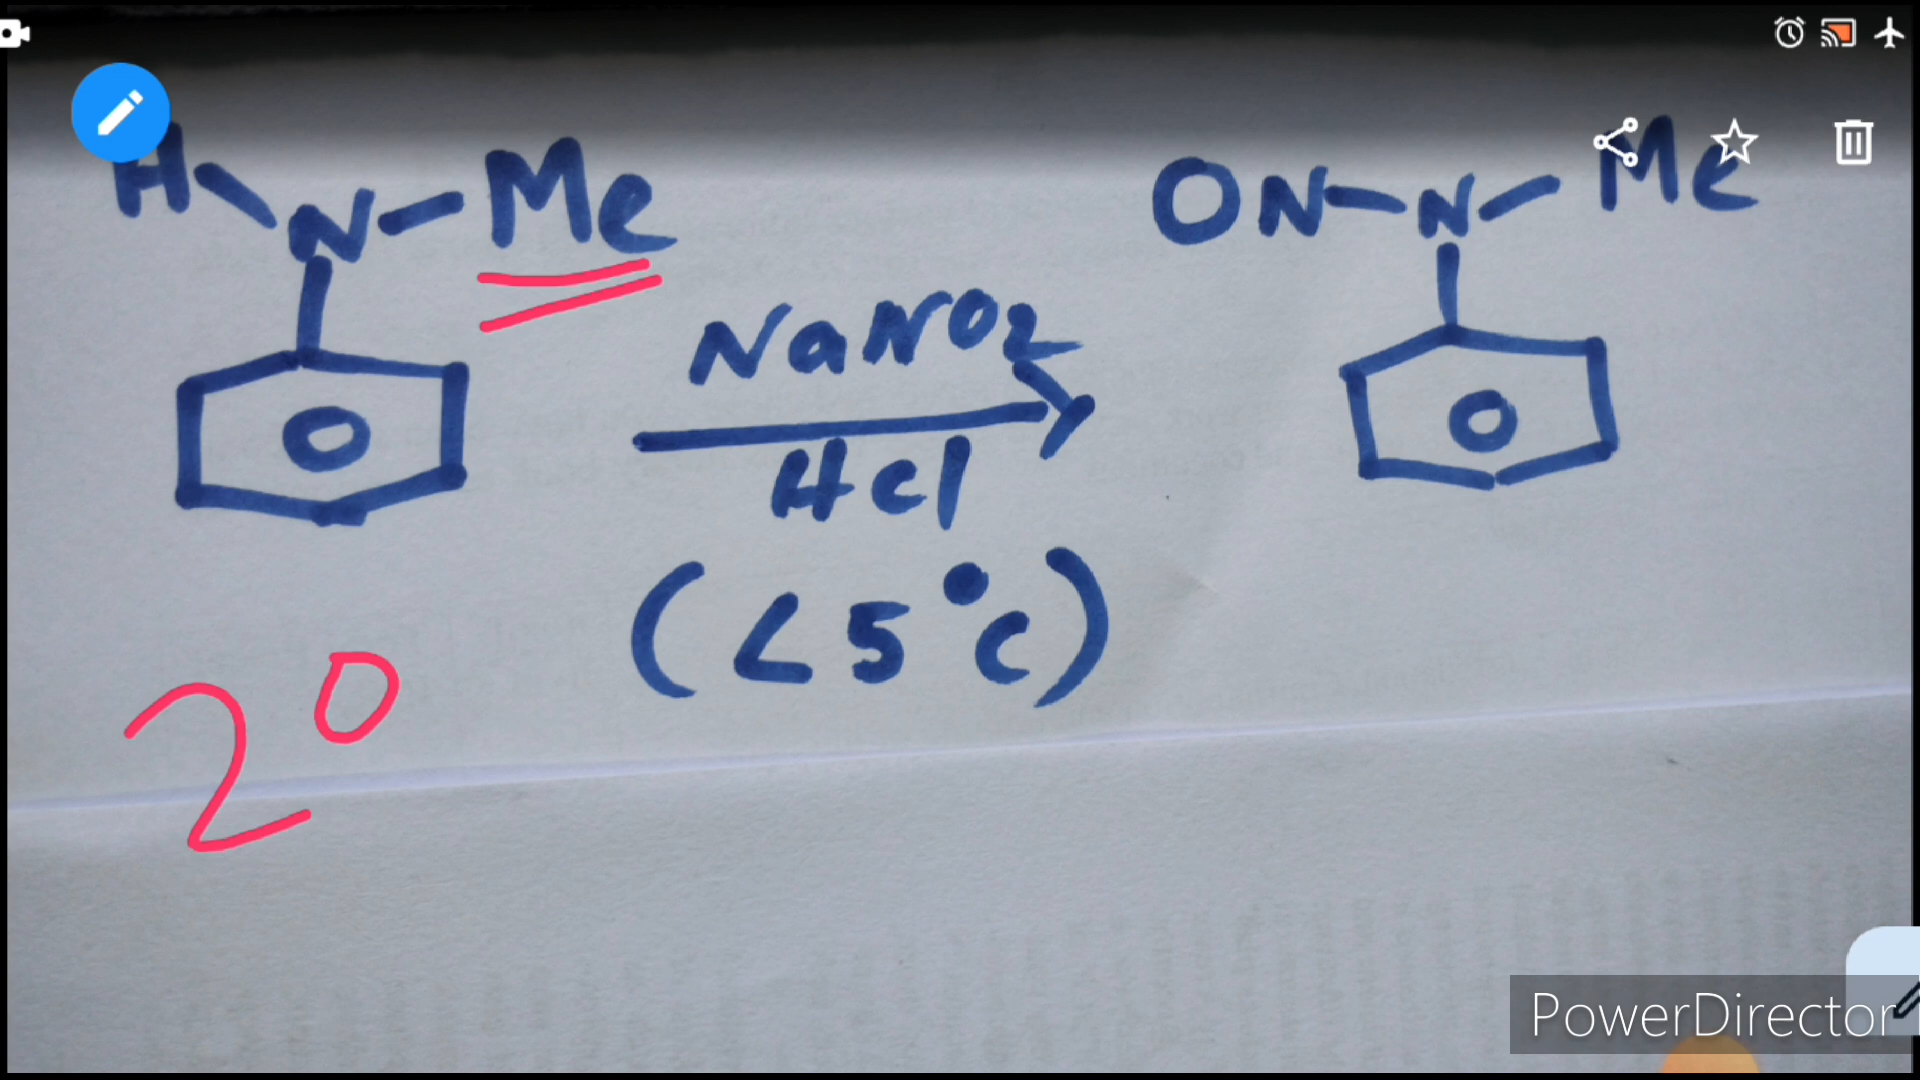 H-N-Me
ON-N-Me
NaNO2
HCl
(<5°C)
2°
PowerDirector